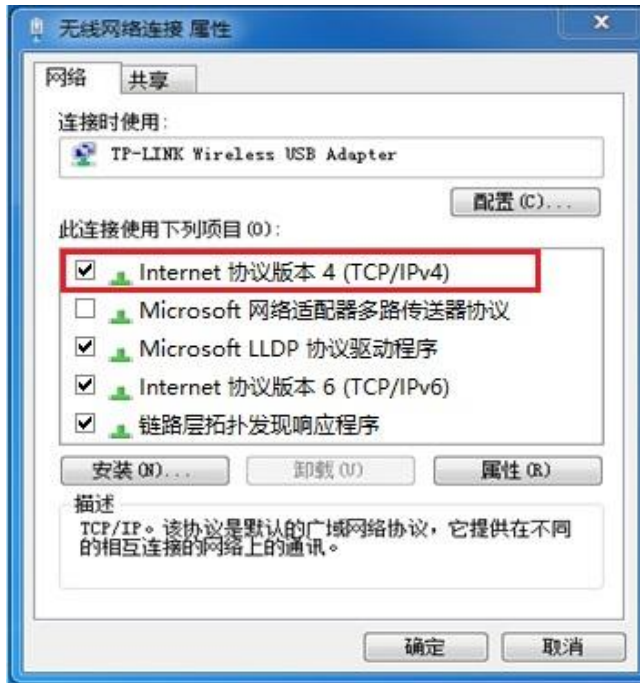 无线网络连接 属性
网络
共享
连接时使用:
TP-LINK Wireless USB Adapter
配置(C)...
此连接使用下列项目(O):
Internet 协议版本 4 (TCP/IPv4)
Microsoft 网络适配器多路传送器协议
Microsoft LLDP 协议驱动程序
Internet 协议版本 6 (TCP/IPv6)
链路层拓扑发现响应程序
安装(N)...
卸载(U)
属性(R)
描述
TCP/IP。该协议是默认的广域网络协议，它提供在不同
的相互连接的网络上的通讯。
确定
取消